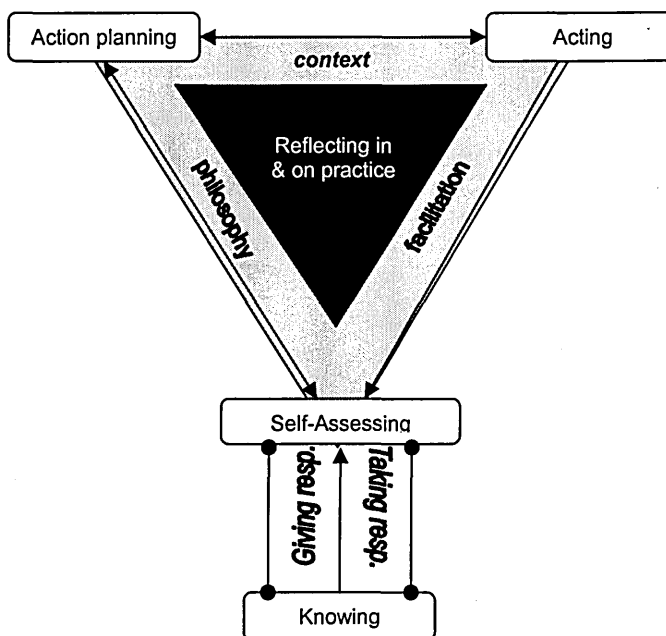 Action planning
Acting
context
Reflecting in
& on practice
philosophy
facilitation
Self-Assessing
Giving resp.
Taking resp.
Knowing